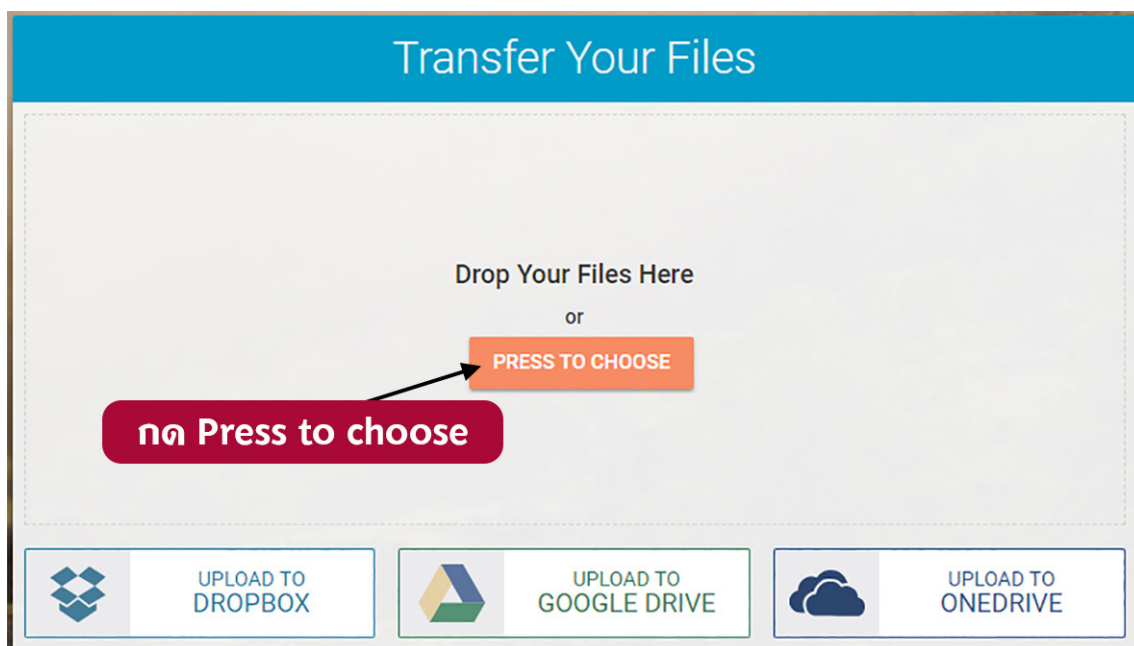 Transfer Your Files
Drop Your Files Here
or
PRESS TO CHOOSE
กด Press to choose
UPLOAD TO
DROPBOX
UPLOAD TO
GOOGLE DRIVE
UPLOAD TO
ONEDRIVE